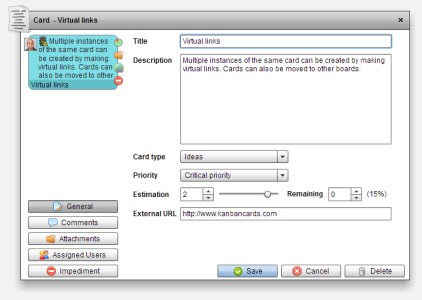 Card - Virtual links
Multiple instances
of the same card can
be created by making
virtual links. Cards can
also be moved to other
Virtual links
Title
Virtual links
Description
Multiple instances of the same card can be created by making
virtual links. Cards can also be moved to other boards.
Card type
Ideas
Priority
Critical priority
Estimation
2
Remaining
0
(15%)
External URL
http://www.kanbancards.com
General
Comments
Attachments
Assigned Users
Impediment
Save
Cancel
Delete